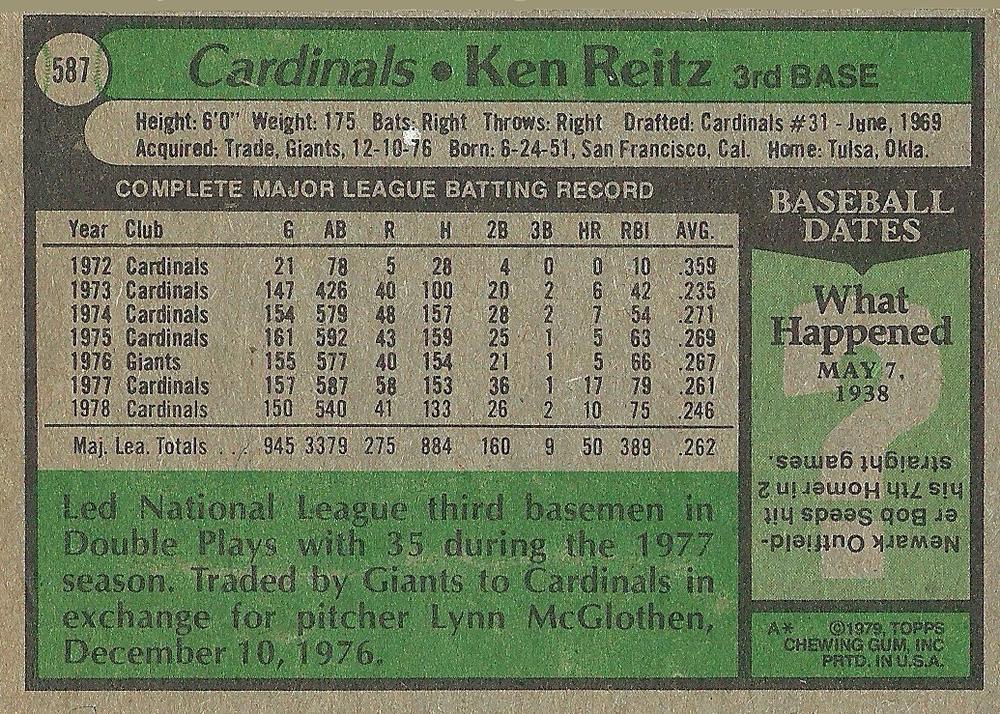 587
Cardinals • Ken Reitz 3rd BASE
Height: 6'0" Weight: 175 Bats: Right Throws: Right Drafted: Cardinals #31 - June, 1969
Acquired: Trade, Giants, 12-10-76 Born: 6-24-51, San Francisco, Cal. Home: Tulsa, Okla.
COMPLETE MAJOR LEAGUE BATTING RECORD
Year Club G AB R H 2B 3B HR RBI AVG.
1972 Cardinals 21 78 5 28 4 0 0 10 .359
1973 Cardinals 147 426 40 100 20 2 6 42 .235
1974 Cardinals 154 579 48 157 28 2 7 54 .271
1975 Cardinals 161 592 43 159 25 1 5 63 .269
1976 Giants 155 577 40 154 21 1 5 66 .267
1977 Cardinals 157 587 58 153 36 1 17 79 .261
1978 Cardinals 150 540 41 133 26 2 10 75 .246
Maj. Lea. Totals ... 945 3379 275 884 160 9 50 389 .262
Led National League third basemen in
Double Plays with 35 during the 1977
season. Traded by Giants to Cardinals in
exchange for pitcher Lynn McGlothen,
December 10, 1976.
BASEBALL
DATES
What
Happened
MAY 7,
1938
Newark Outfield-
er Bob Seeds hit
his 7th Homer in 2
straight games.
A* ©1979, TOPPS
CHEWING GUM, INC
PRTD. IN U.S.A.